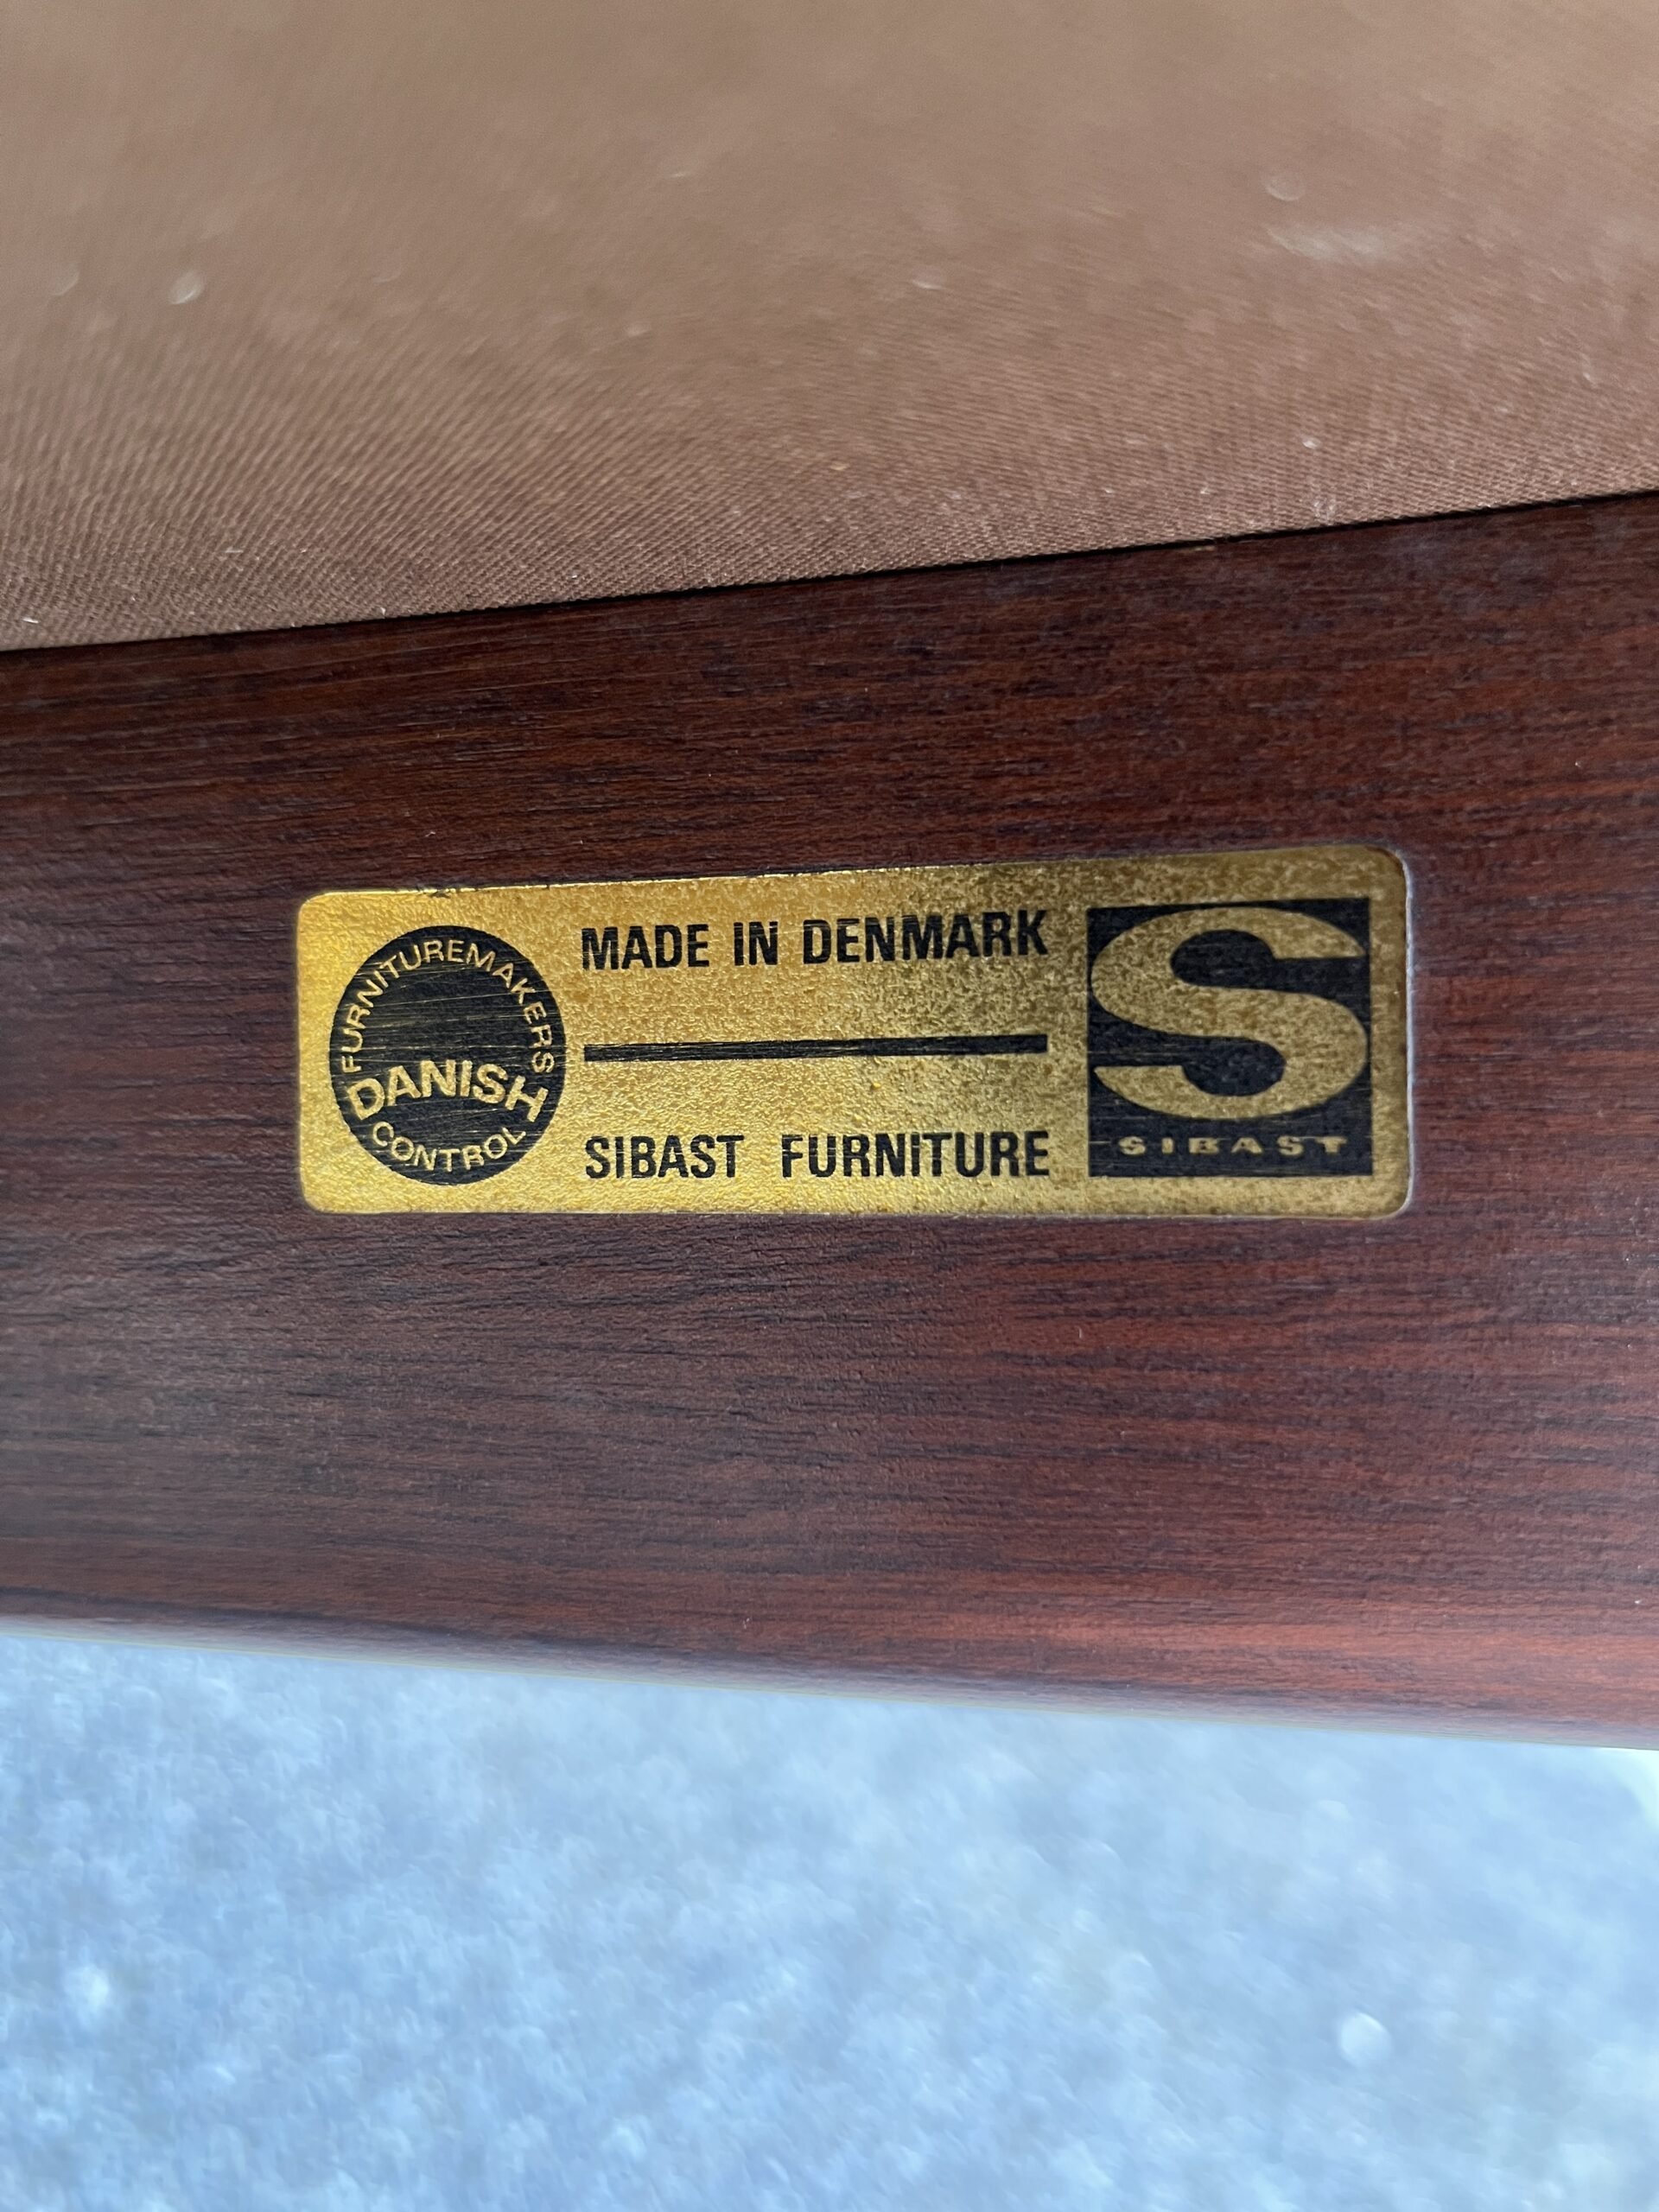 FURNITUREMAKERS
DANISH
CONTROL
MADE IN DENMARK
SIBAST FURNITURE
S
SIBAST